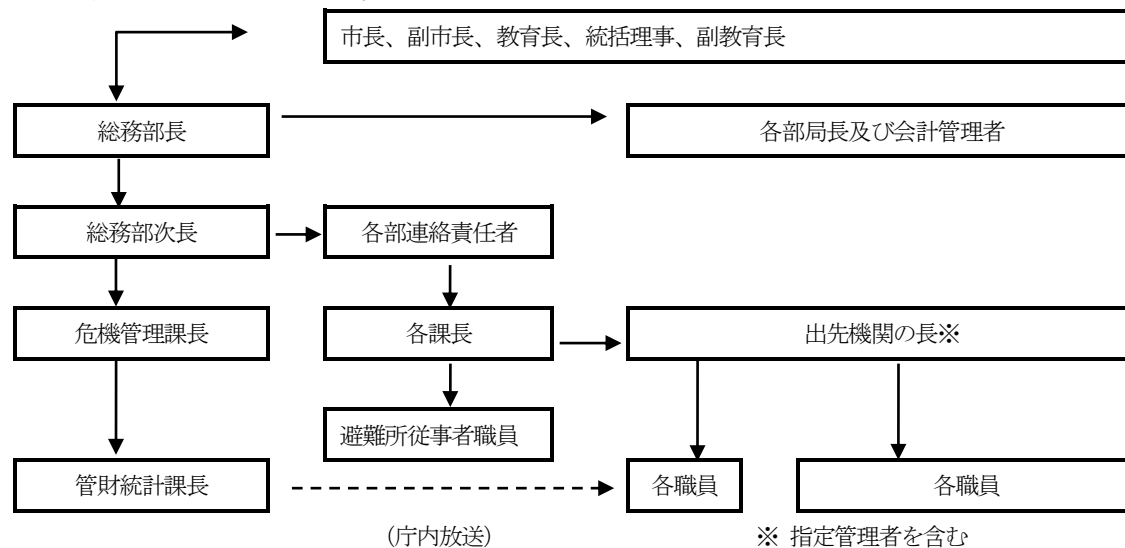 市長、副市長、教育長、統括理事、副教育長
総務部長
各部局長及び会計管理者
総務部次長
各部連絡責任者
危機管理課長
各課長
出先機関の長※
避難所従事者職員
管財統計課長
各職員
各職員
(庁内放送)
※ 指定管理者を含む